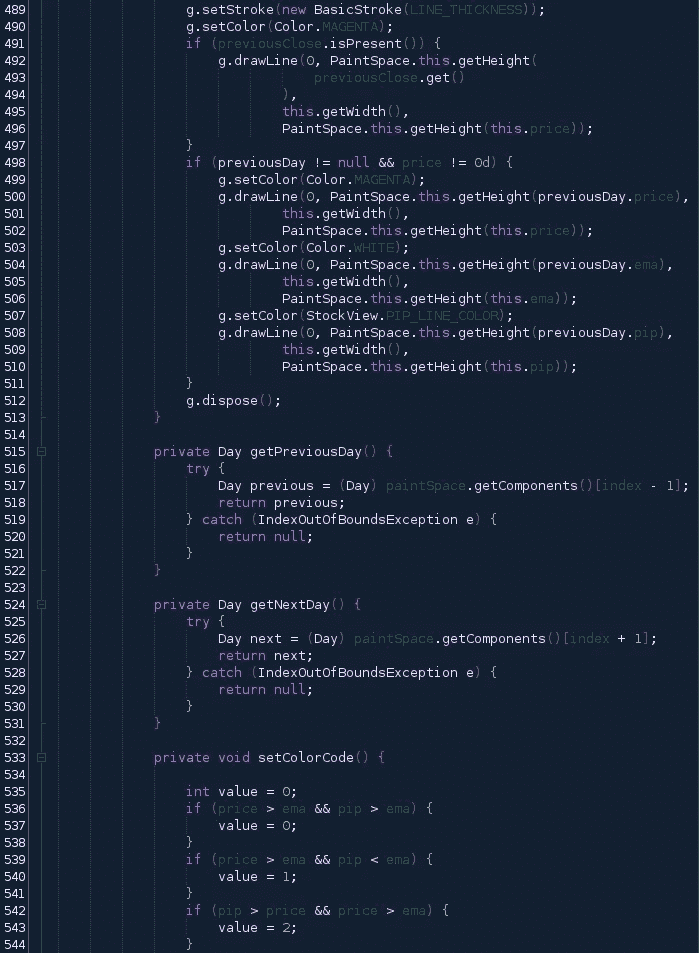 489 g.setStroke(new BasicStroke(LINE_THICKNESS));
490 g.setColor(Color.MAGENTA);
491 if (previousClose.isPresent()) {
492 g.drawLine(0, PaintSpace.this.getHeight(
493 previousClose.get()
494 ),
495 this.getWidth(),
496 PaintSpace.this.getHeight(this.price));
497 }
498 if (previousDay != null && price != 0d) {
499 g.setColor(Color.MAGENTA);
500 g.drawLine(0, PaintSpace.this.getHeight(previousDay.price),
501 this.getWidth(),
502 PaintSpace.this.getHeight(this.price));
503 g.setColor(Color.WHITE);
504 g.drawLine(0, PaintSpace.this.getHeight(previousDay.ema),
505 this.getWidth(),
506 PaintSpace.this.getHeight(this.ema));
507 g.setColor(StockView.PIP_LINE_COLOR);
508 g.drawLine(0, PaintSpace.this.getHeight(previousDay.pip),
509 this.getWidth(),
510 PaintSpace.this.getHeight(this.pip));
511 }
512 g.dispose();
513 }
514
515 private Day getPreviousDay() {
516 try {
517 Day previous = (Day) paintSpace.getComponents()[index - 1];
518 return previous;
519 } catch (IndexOutOfBoundsException e) {
520 return null;
521 }
522 }
523
524 private Day getNextDay() {
525 try {
526 Day next = (Day) paintSpace.getComponents()[index + 1];
527 return next;
528 } catch (IndexOutOfBoundsException e) {
529 return null;
530 }
531 }
532
533 private void setColorCode() {
534
535 int value = 0;
536 if (price > ema && pip > ema) {
537 value = 0;
538 }
539 if (price > ema && pip < ema) {
540 value = 1;
541 }
542 if (pip > price && price > ema) {
543 value = 2;
544 }